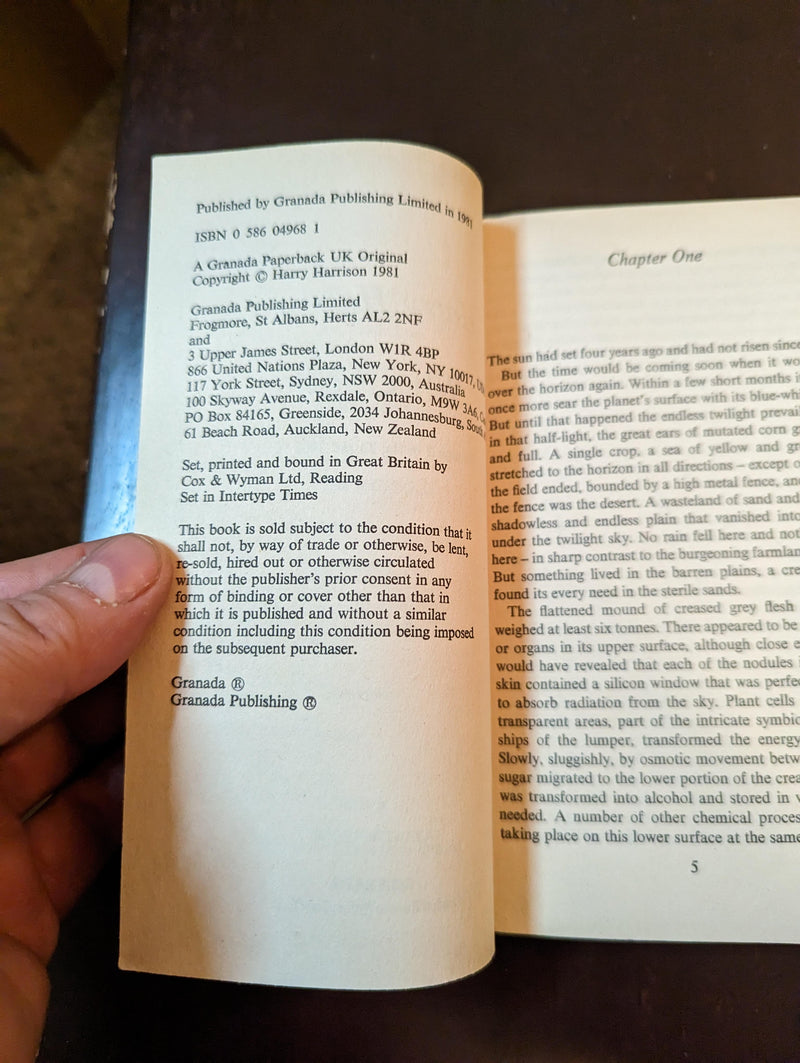 Published by Granada Publishing Limited in 1981
ISBN 0 586 04968 1
A Granada Paperback UK Original
Copyright © Harry Harrison 1981
Granada Publishing Limited
Frogmore, St Albans, Herts AL2 2NF
and
3 Upper James Street, London W1R 4BP
866 United Nations Plaza, New York, NY 10017,
117 York Street, Sydney, NSW 2000, Australia
100 Skyway Avenue, Rexdale, Ontario, M9W 3A6,
PO Box 84165, Greenside, 2034 Johannesburg,
61 Beach Road, Auckland, New Zealand
Set, printed and bound in Great Britain by
Cox & Wyman Ltd, Reading
Set in Intertype Times
This book is sold subject to the condition that it
shall not, by way of trade or otherwise, be lent,
re-sold, hired out or otherwise circulated
without the publisher's prior consent in any
form of binding or cover other than that in
which it is published and without a similar
condition including this condition being imposed
on the subsequent purchaser.
Granada ®
Granada Publishing ®
Chapter One
The sun had set four years ago and had not risen since
But the time would be coming soon when it
over the horizon again. Within a few short months
once more sear the planet's surface with its
But until that happened the endless twilight
in that half-light, the great ears of mutated corn
and full. A single crop, a sea of yellow and
stretched to the horizon in all directions – except
the field ended, bounded by a high metal fence,
the fence was the desert. A wasteland of sand and
shadowless and endless plain that vanished into
under the twilight sky. No rain fell here and
here – in sharp contrast to the burgeoning
But something lived in the barren plains, a
found its every need in the sterile sands.
The flattened mound of creased grey flesh
weighed at least six tonnes. There appeared to be
or organs in its upper surface, although close
would have revealed that each of the nodules
skin contained a silicon window that was
to absorb radiation from the sky. Plant cells
transparent areas, part of the intricate
ships of the lumper, transformed the energy
Slowly, sluggishly, by osmotic movement
sugar migrated to the lower portion of the
was transformed into alcohol and stored in
needed. A number of other chemical
taking place on this lower surface at the same
5